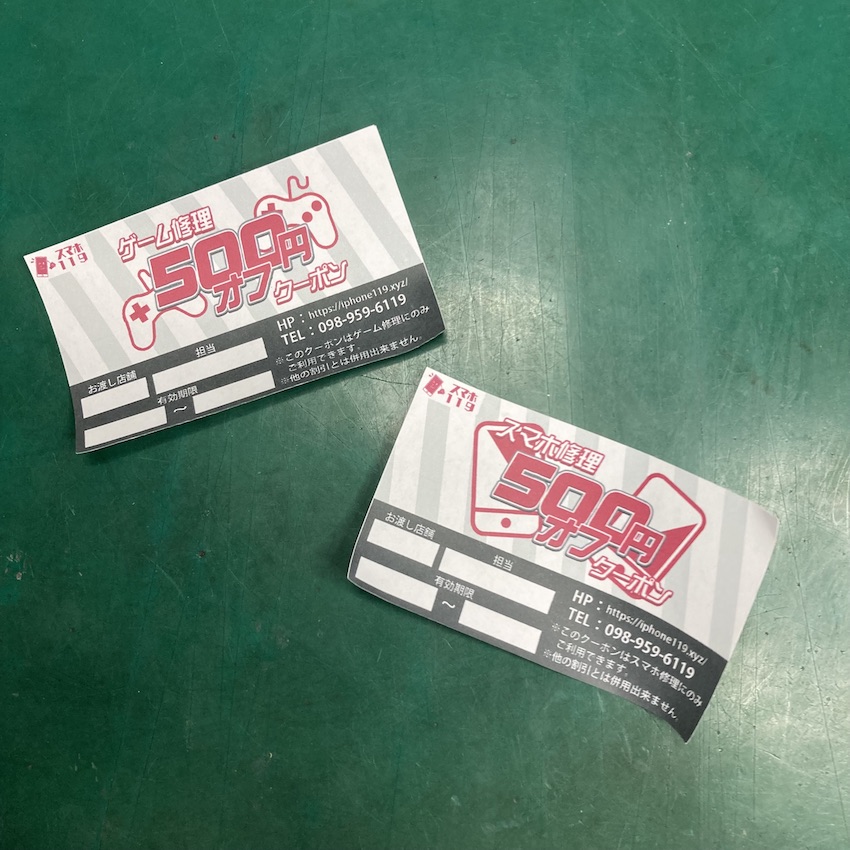 スマホ
119
ゲーム修理
500円
オフ
クーポン
HP：https://iphone119.xyz/
TEL：098-959-6119
※このクーポンはゲーム修理にのみ
ご利用できます。
※他の割引とは併用出来ません。
お渡し店舗
担当
有効期限
～
スマホ
119
スマホ修理
500円
オフ
クーポン
お渡し店舗
担当
有効期限
～
HP：https://iphone119.xyz/
TEL：098-959-6119
※このクーポンはスマホ修理にのみ
ご利用できます。
※他の割引とは併用出来ません。